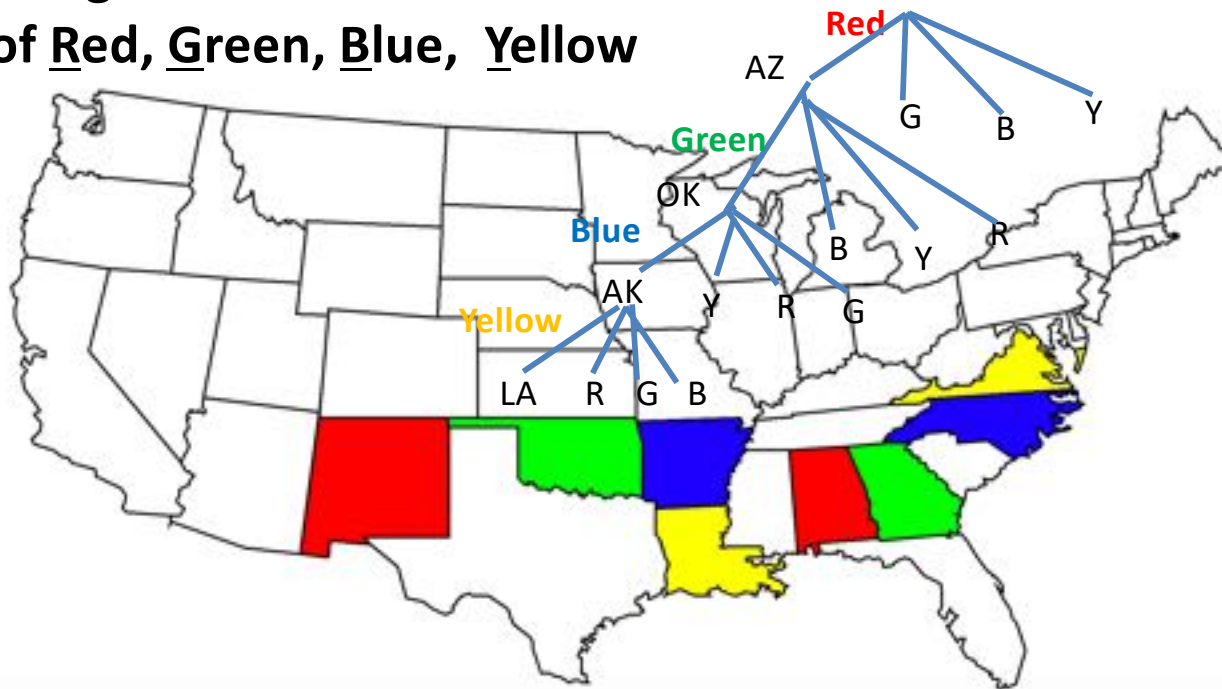 of Red, Green, Blue, Yellow
Red
AZ
G
B
Y
Green
OK
B
Y
R
Blue
AK
Y
R
G
Yellow
LA
R
G
B